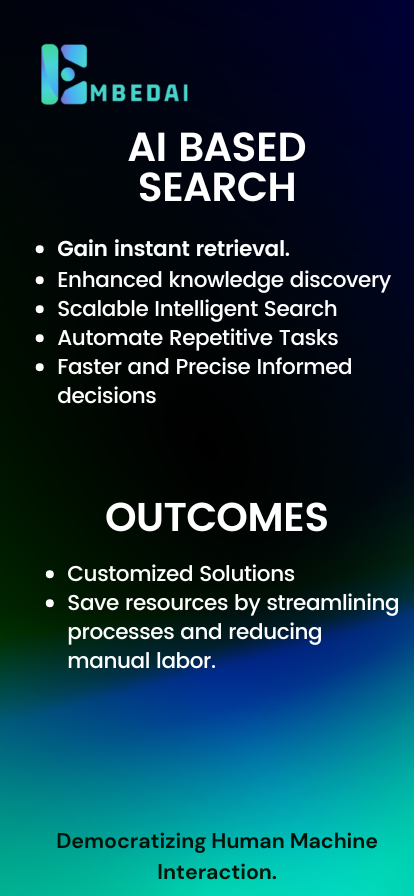 EMBEDAI
AI BASED
SEARCH
• Gain instant retrieval.
• Enhanced knowledge discovery
• Scalable Intelligent Search
• Automate Repetitive Tasks
• Faster and Precise Informed
decisions
OUTCOMES
• Customized Solutions
• Save resources by streamlining
processes and reducing
manual labor.
Democratizing Human Machine
Interaction.